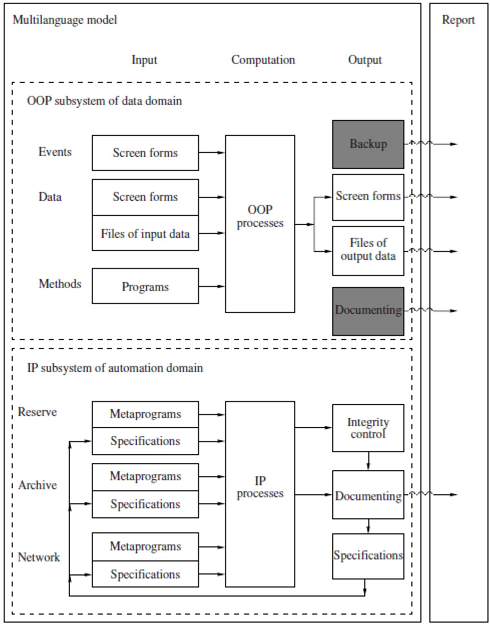 Multilanguage model
Report
Input
Computation
Output
OOP subsystem of data domain
Events
Screen forms
Backup
Data
Screen forms
Files of input data
OOP
processes
Screen forms
Files of
output data
Methods
Programs
Documenting
IP subsystem of automation domain
Reserve
Metaprograms
Specifications
Integrity
control
Archive
Metaprograms
Specifications
IP
processes
Documenting
Network
Metaprograms
Specifications
Specifications